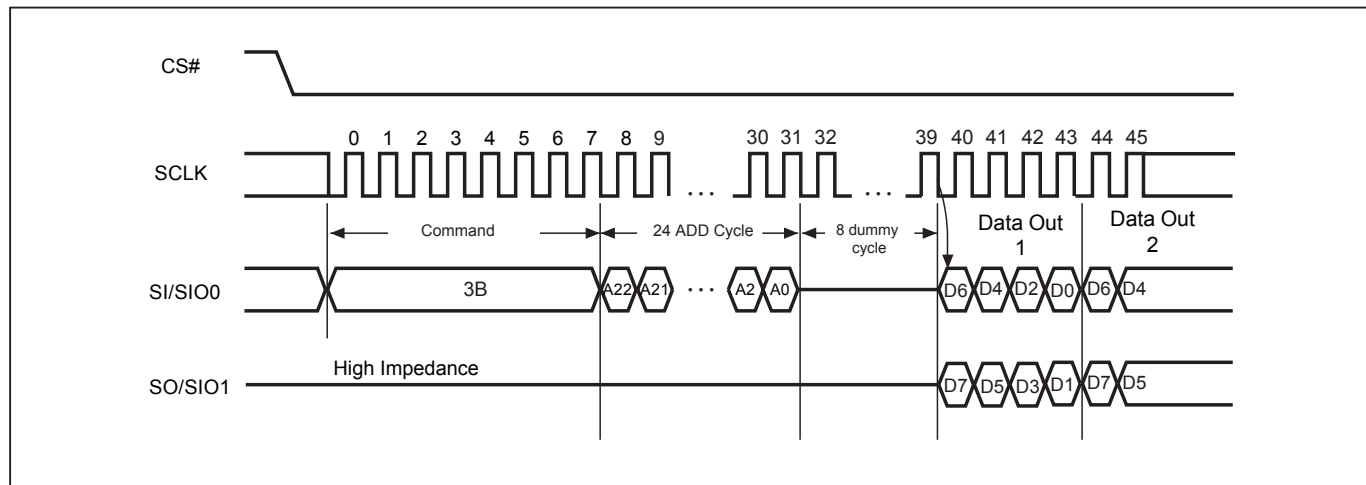 CS#
0 1 2 3 4 5 6 7 8 9 30 31 32 39 40 41 42 43 44 45
SCLK
... ...
Command 24 ADD Cycle 8 dummy cycle Data Out 1 Data Out 2
SI/SIO0 3B A22 A21 ... A2 A0 D6 D4 D2 D0 D6 D4
High Impedance
SO/SIO1 D7 D5 D3 D1 D7 D5